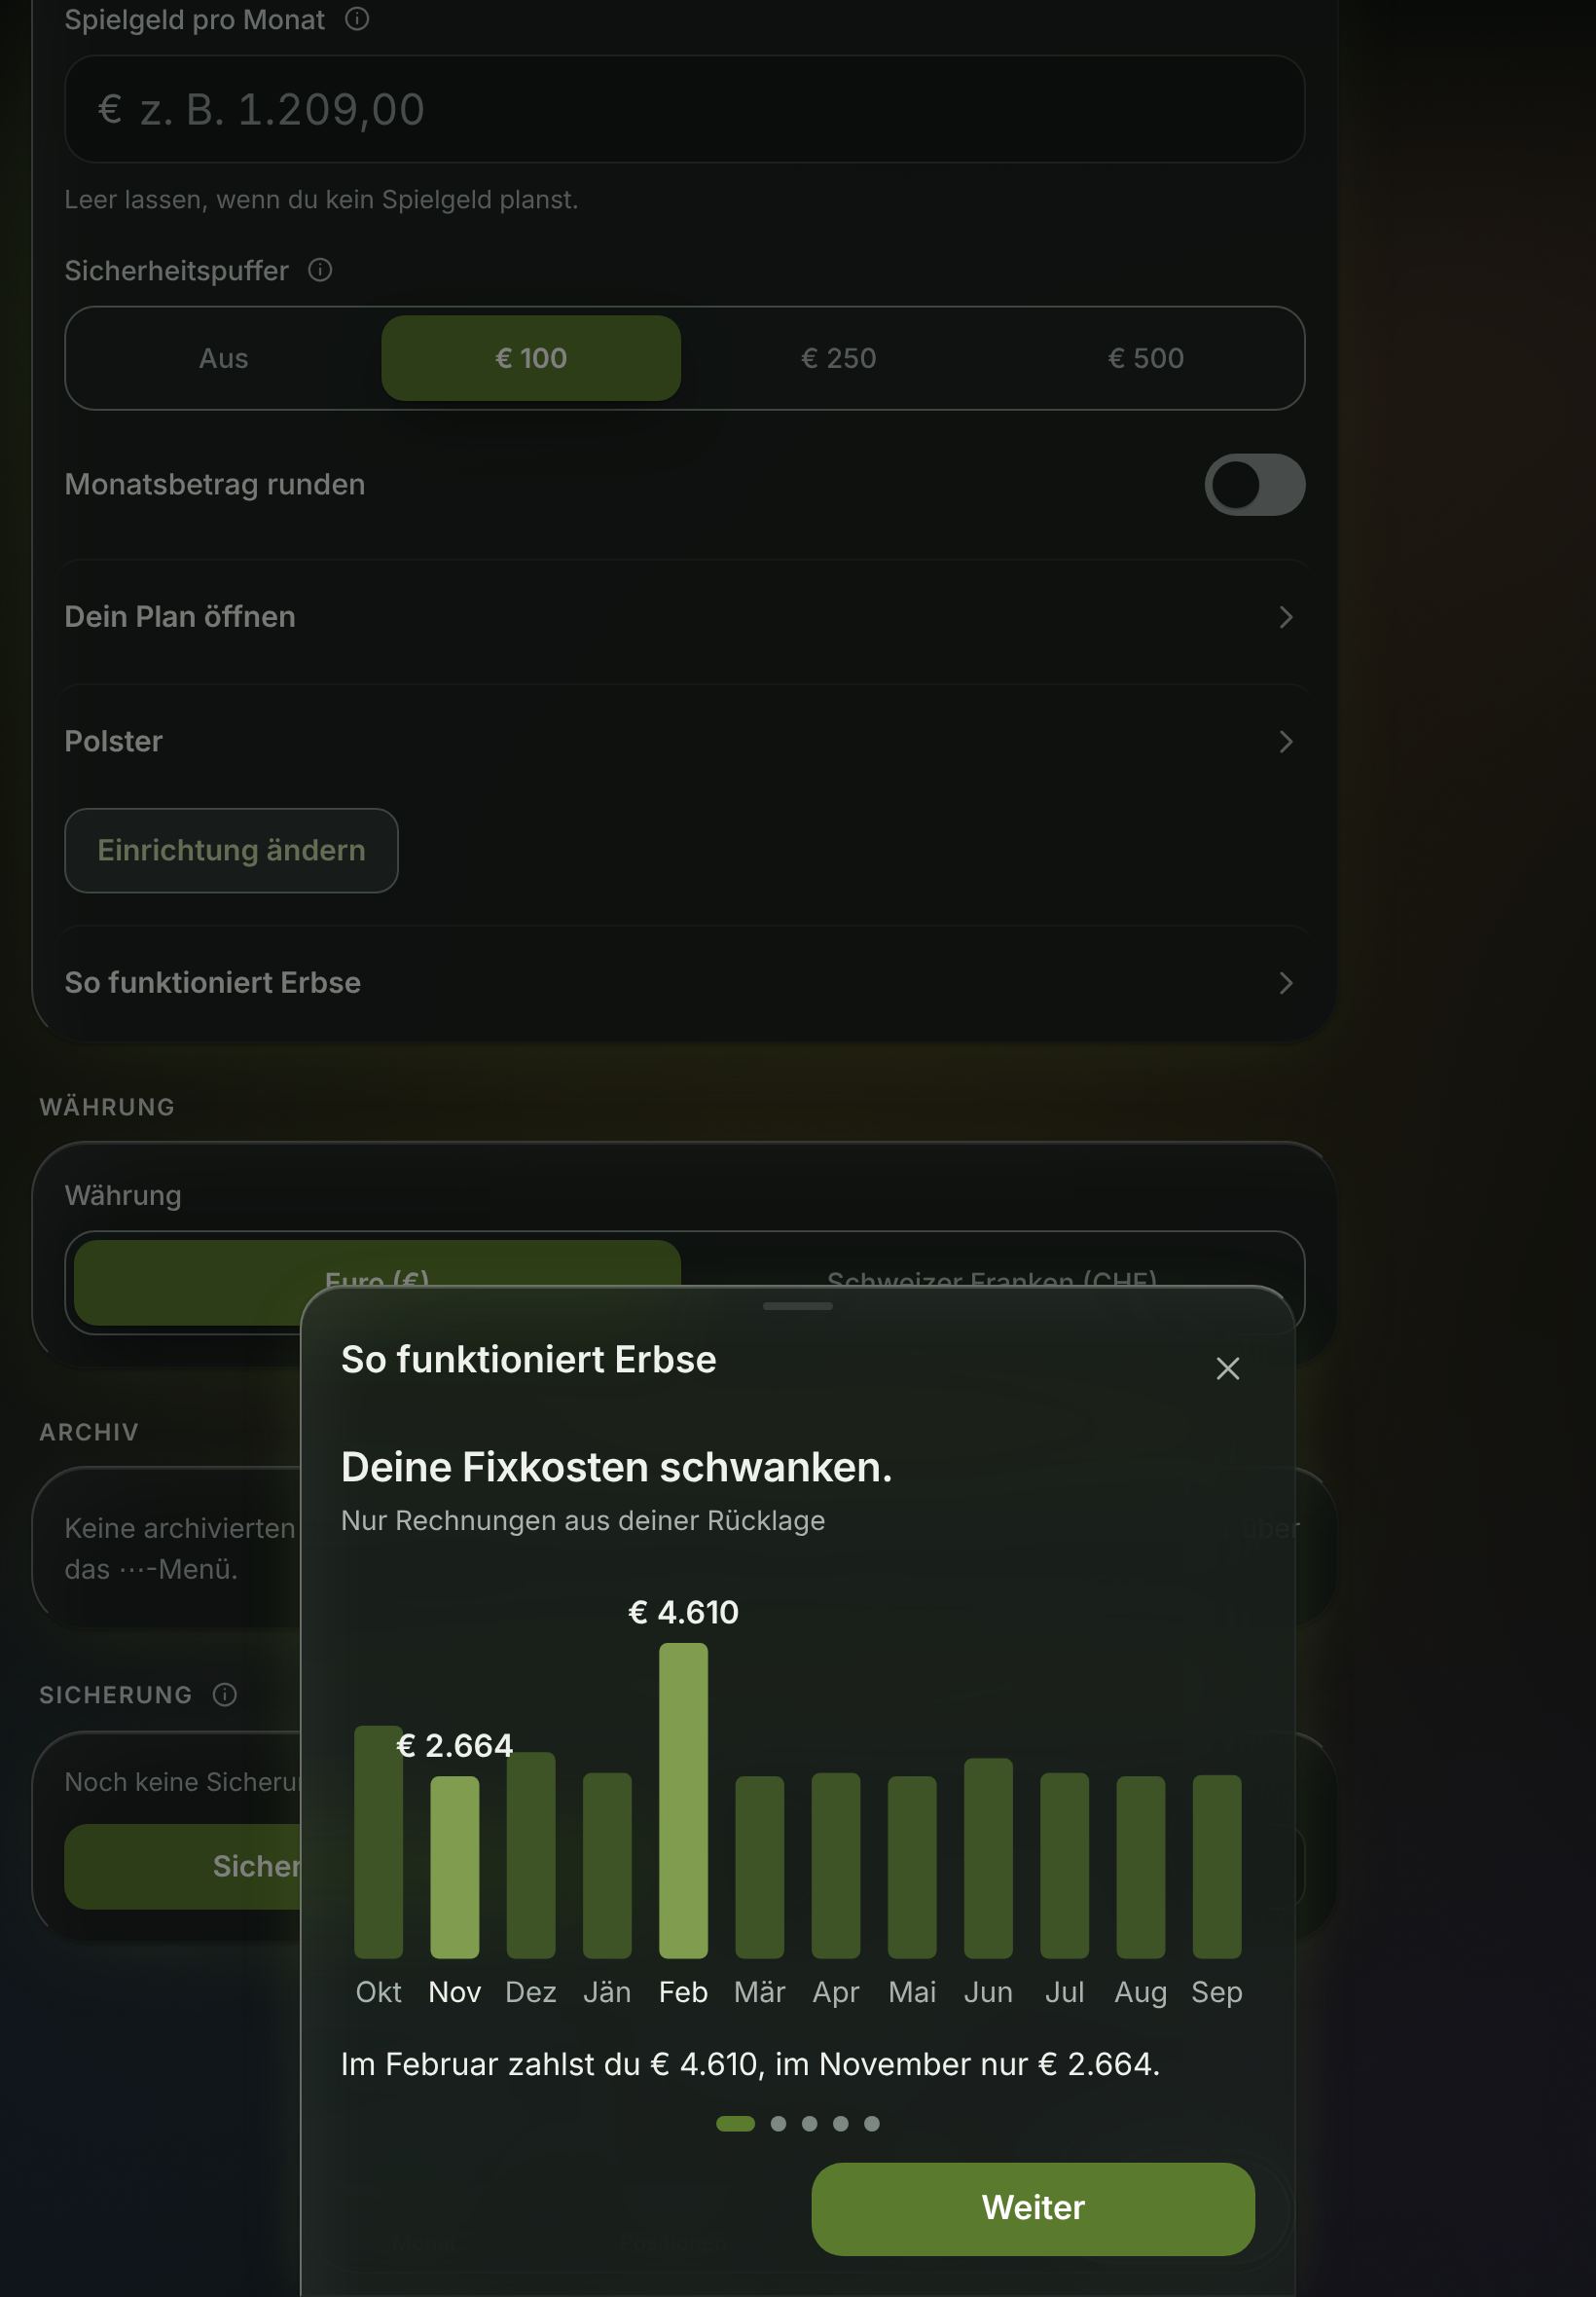 Spielgeld pro Monat
€ z. B. 1.209,00
Leer lassen, wenn du kein Spielgeld planst.
Sicherheitspuffer
Aus € 100 € 250 € 500
Monatsbetrag runden
Dein Plan öffnen
Polster
Einrichtung ändern
So funktioniert Erbse
WÄHRUNG
Währung
Euro (€) Schweizer Franken (CHF)
So funktioniert Erbse
ARCHIV
Deine Fixkosten schwanken.
Nur Rechnungen aus deiner Rücklage
Keine archivierten
das ···-Menü.
€ 4.610
SICHERUNG
€ 2.664
Noch keine
Okt Nov Dez Jän Feb Mär Apr Mai Jun Jul Aug Sep
Im Februar zahlst du € 4.610, im November nur € 2.664.
Weiter